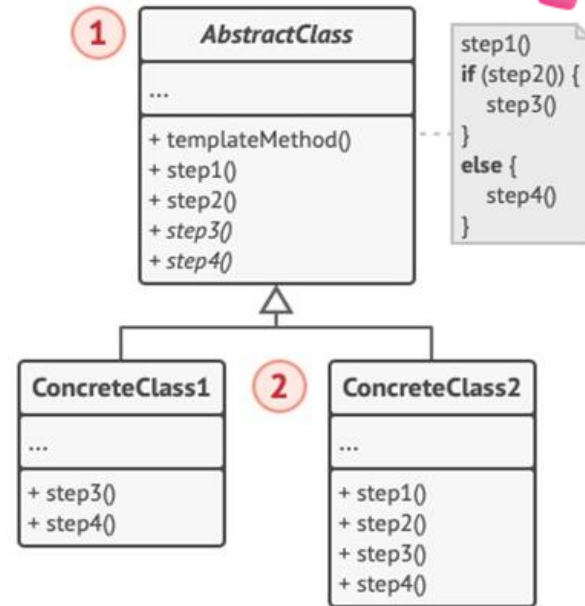 1
AbstractClass
...
+ templateMethod()
+ step1()
+ step2()
+ step3()
+ step4()
step1()
if (step2()) {
step3()
}
else {
step4()
}
2
ConcreteClass1
...
+ step3()
+ step4()
ConcreteClass2
...
+ step1()
+ step2()
+ step3()
+ step4()